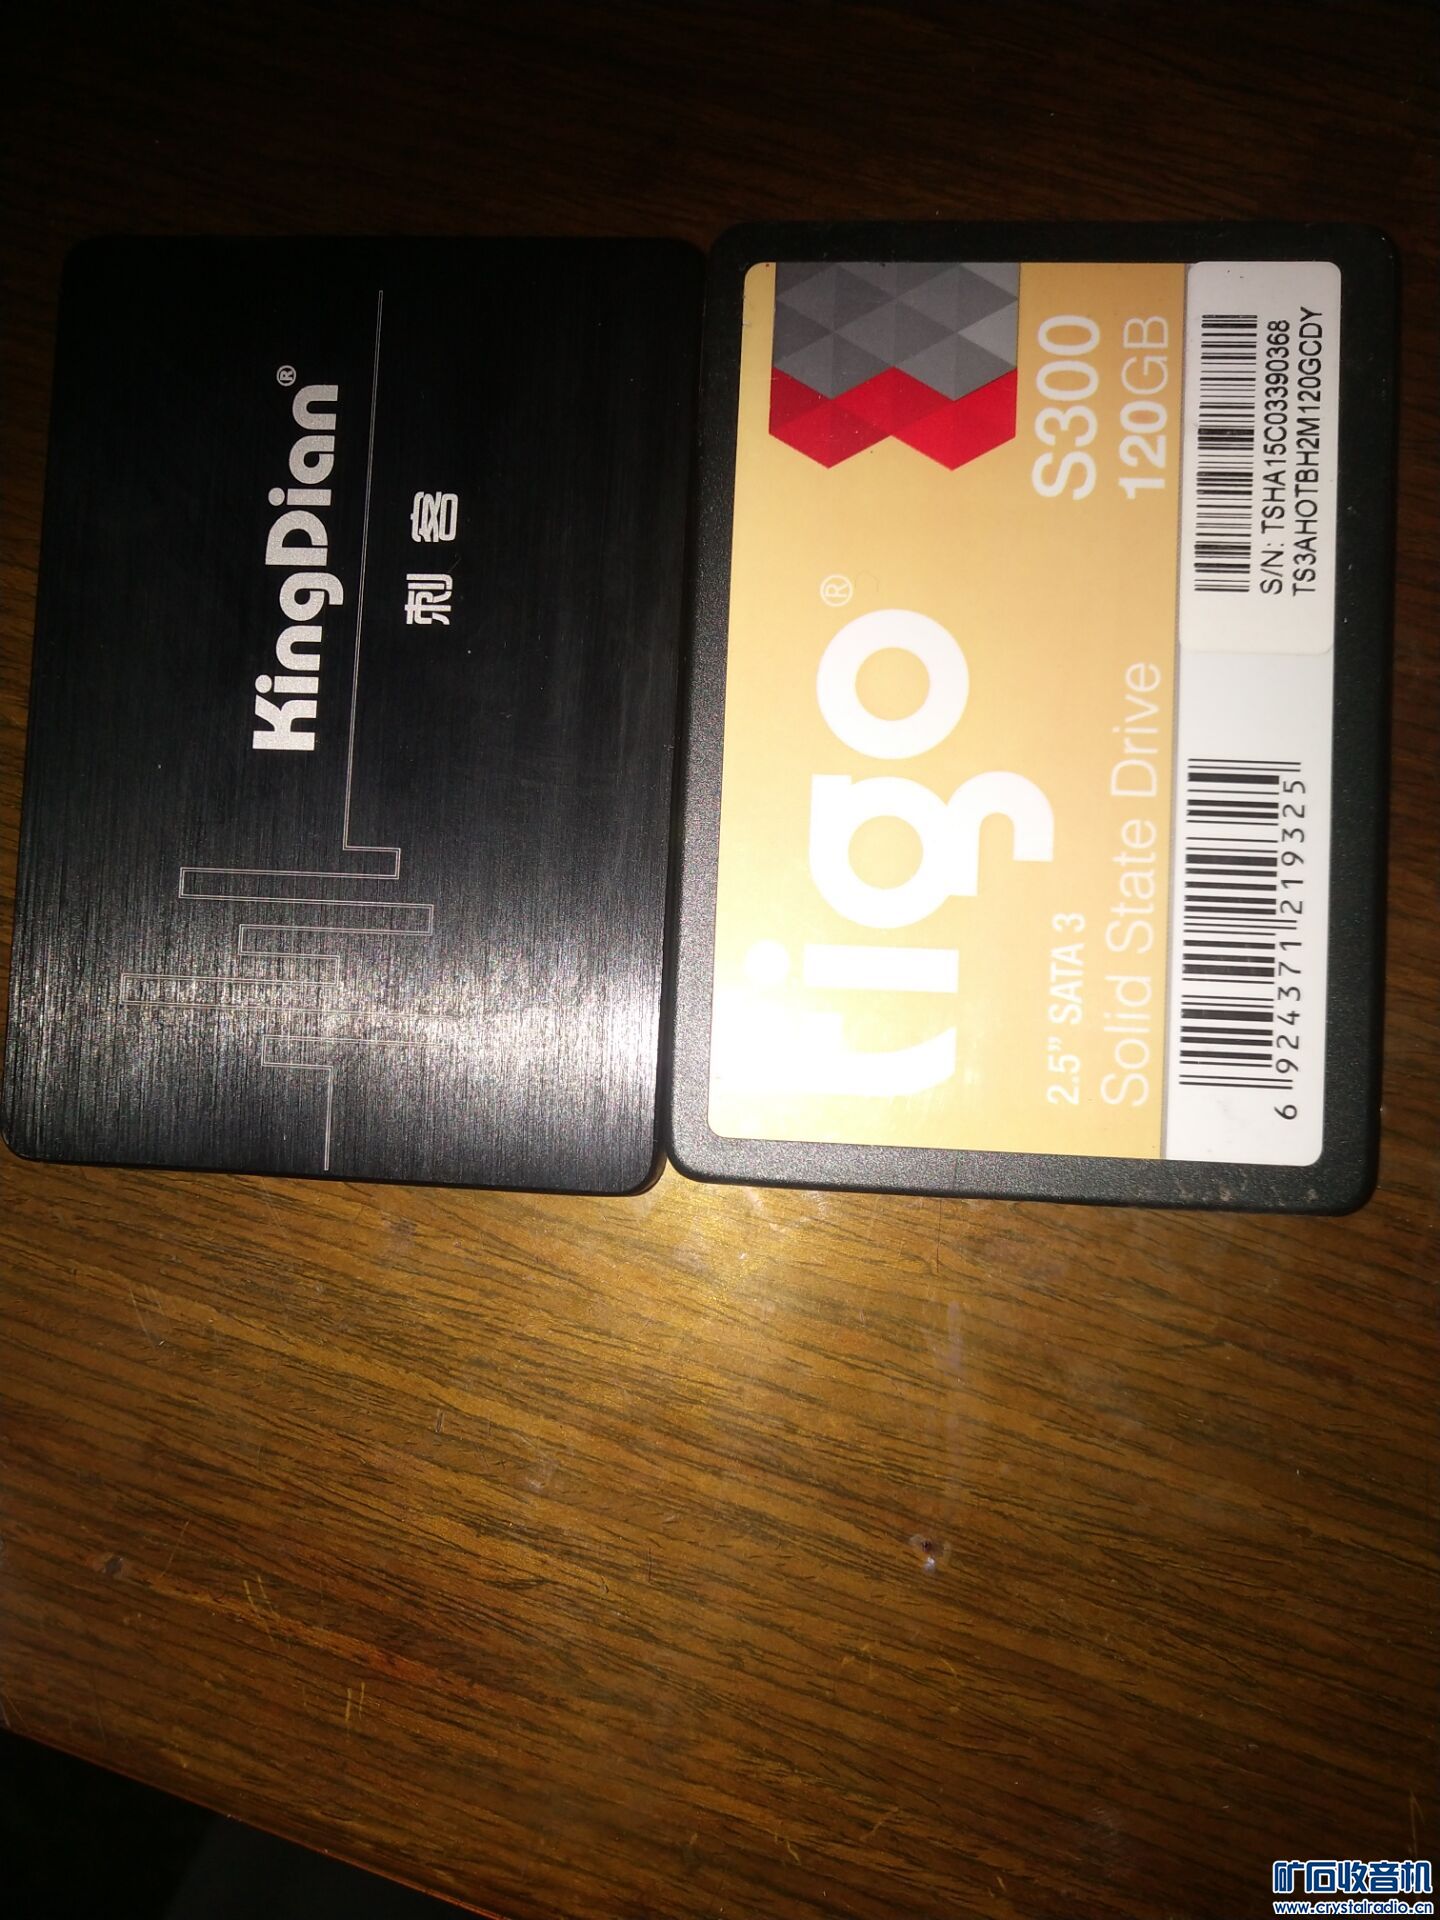 KingDian®
刺客
tigo®
S300
120GB
2.5” SATA 3
Solid State Drive
S/N: TSHA15C03390368
TS3AHOTBH2M120GCDY
6 924371 219325
矿石收音机
www.crystalradio.cn